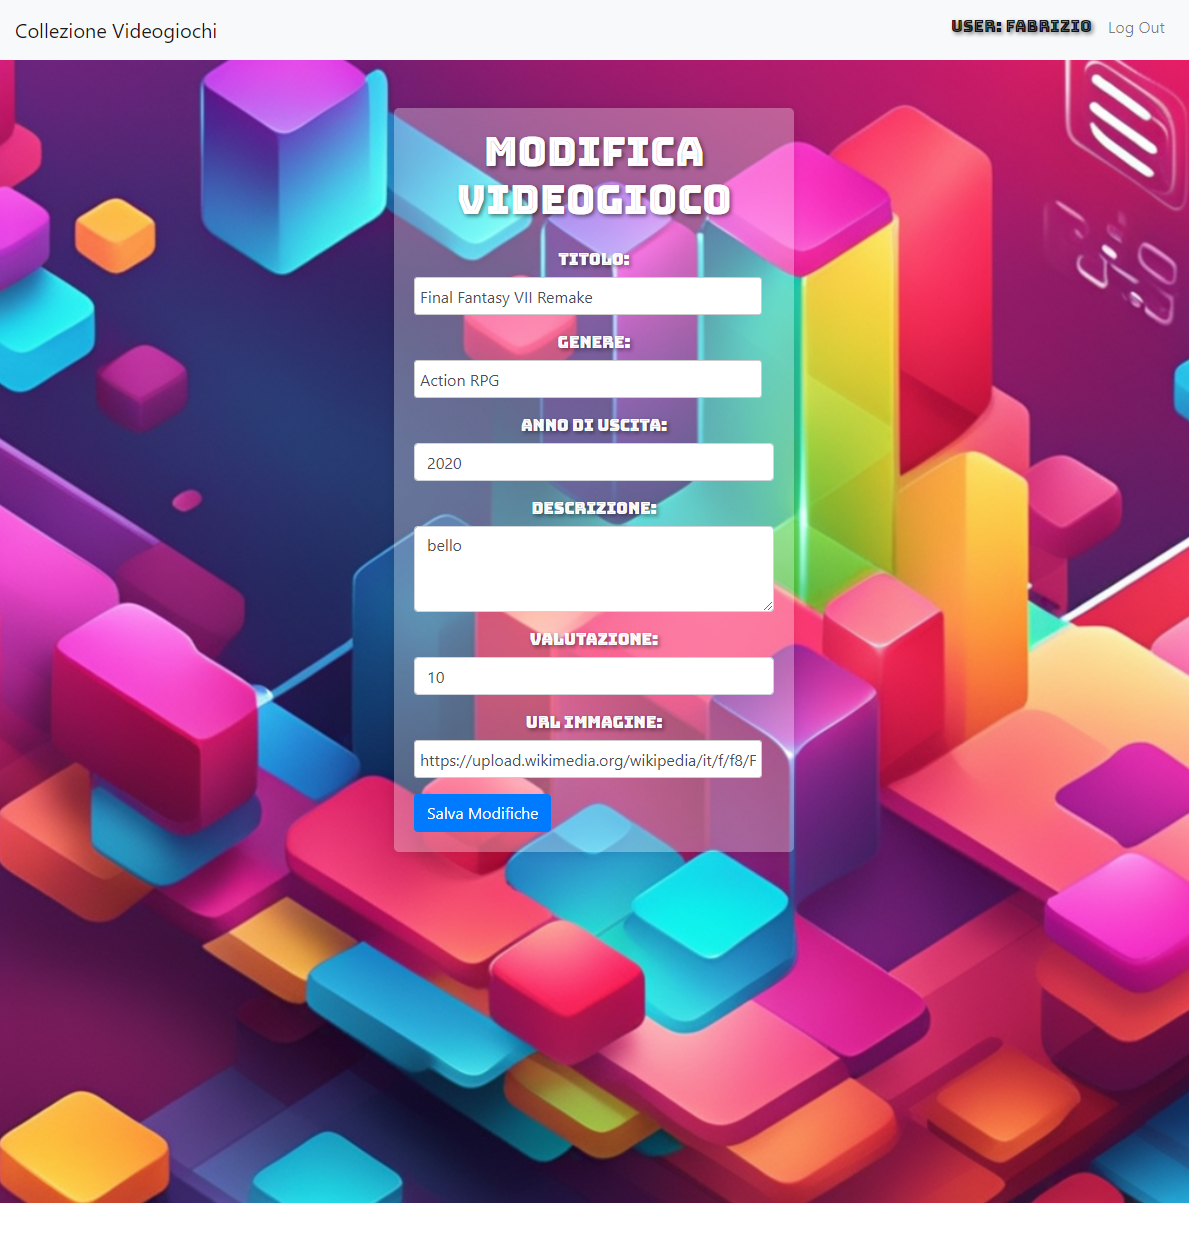 Collezione Videogiochi
USER: FABRIZIO
Log Out
MODIFICA
VIDEOGIOCO
TITOLO:
Final Fantasy VII Remake
GENERE:
Action RPG
ANNO DI USCITA:
2020
DESCRIZIONE:
bello
VALUTAZIONE:
10
URL IMMAGINE:
https://upload.wikimedia.org/wikipedia/it/f/f8/F
Salva Modifiche